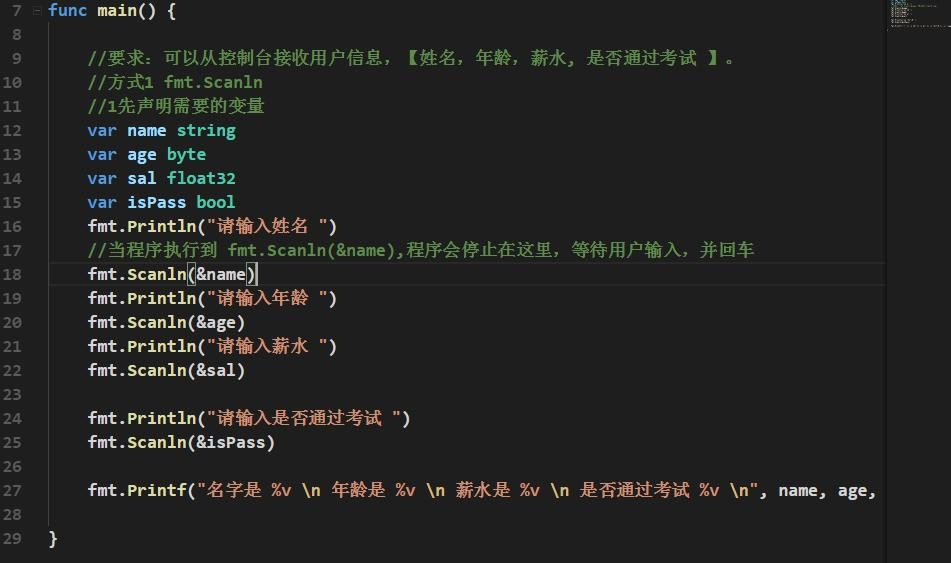 7 func main() {
8
9 //要求：可以从控制台接收用户信息，【姓名，年龄，薪水, 是否通过考试 】。
10 //方式1 fmt.Scanln
11 //1先声明需要的变量
12 var name string
13 var age byte
14 var sal float32
15 var isPass bool
16 fmt.Println("请输入姓名 ")
17 //当程序执行到 fmt.Scanln(&name),程序会停止在这里，等待用户输入，并回车
18 fmt.Scanln(&name)
19 fmt.Println("请输入年龄 ")
20 fmt.Scanln(&age)
21 fmt.Println("请输入薪水 ")
22 fmt.Scanln(&sal)
23
24 fmt.Println("请输入是否通过考试 ")
25 fmt.Scanln(&isPass)
26
27 fmt.Printf("名字是 %v \n 年龄是 %v \n 薪水是 %v \n 是否通过考试 %v \n", name, age,
28
29 }